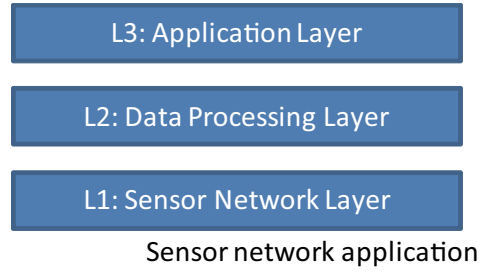 L3: Application Layer
L2: Data Processing Layer
L1: Sensor Network Layer
Sensor network application